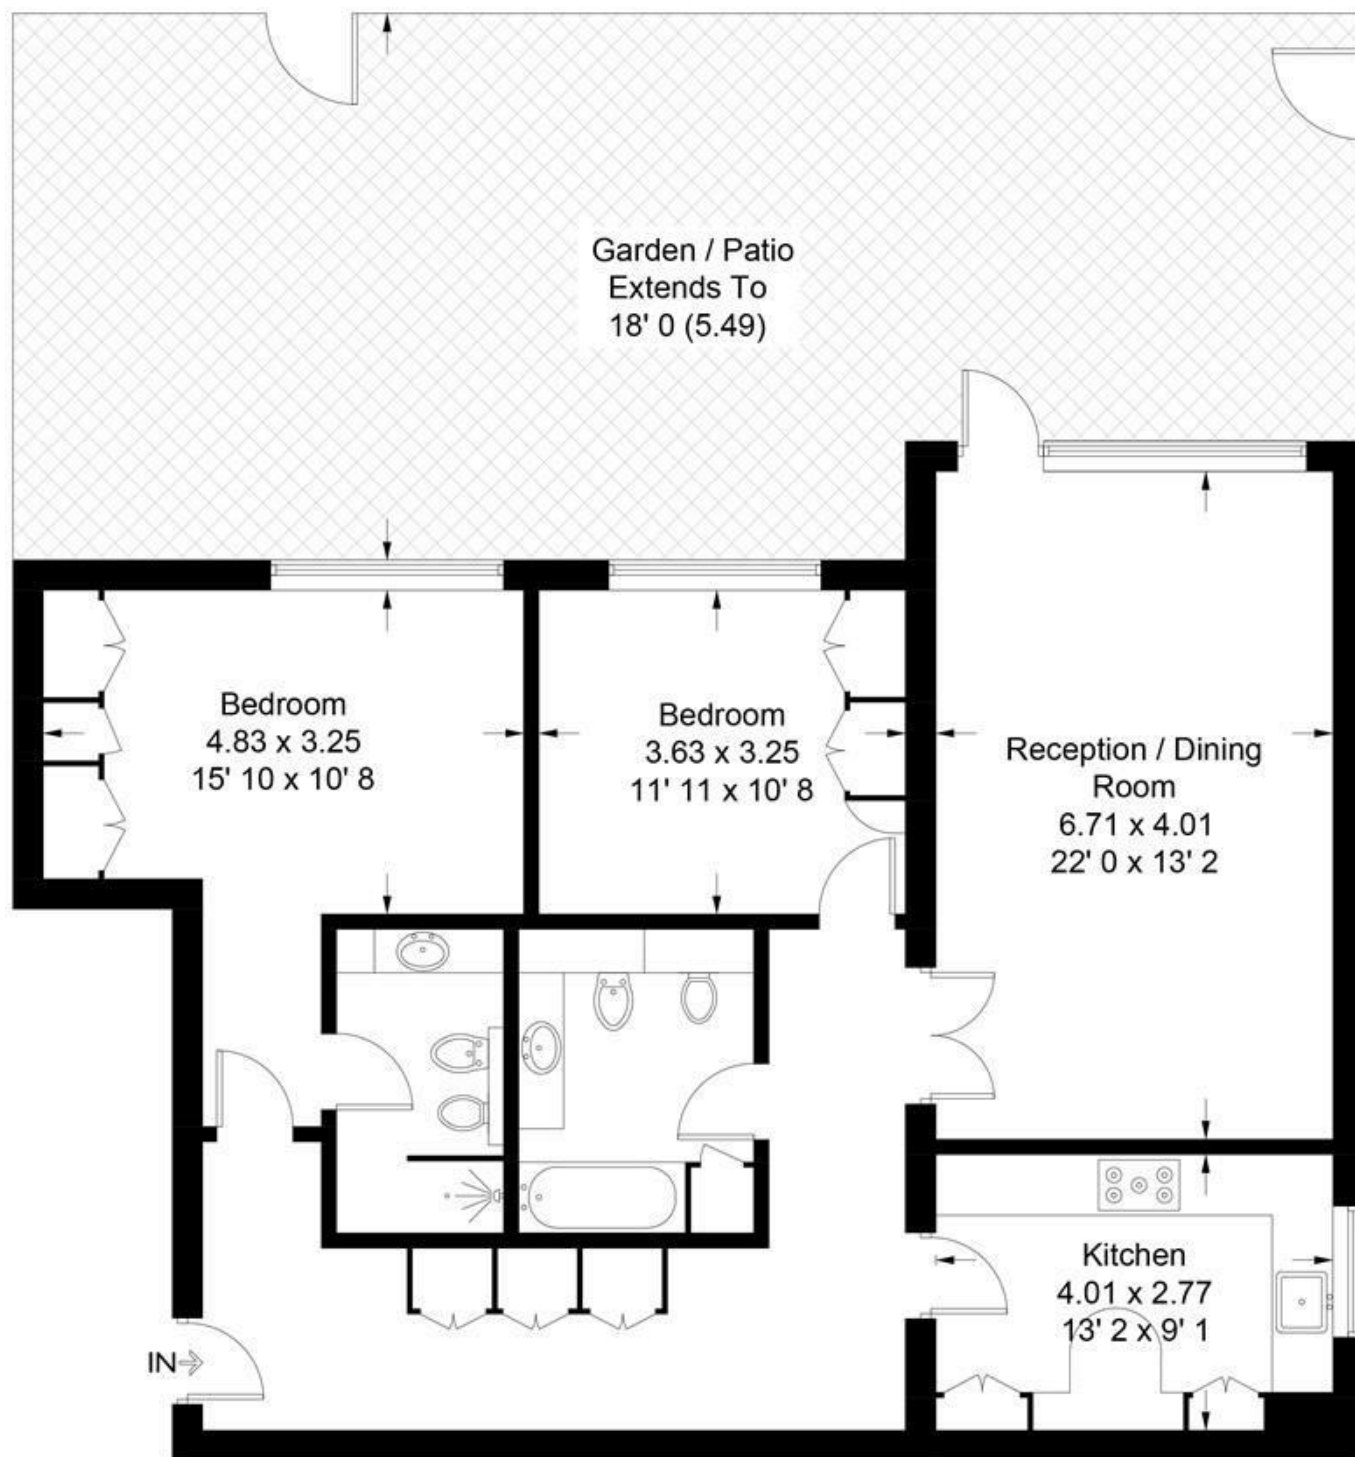 Garden / Patio
Extends To
18' 0 (5.49)
Bedroom
4.83 x 3.25
15' 10 x 10' 8
Bedroom
3.63 x 3.25
11' 11 x 10' 8
Reception / Dining
Room
6.71 x 4.01
22' 0 x 13' 2
Kitchen
4.01 x 2.77
13' 2 x 9' 1
IN